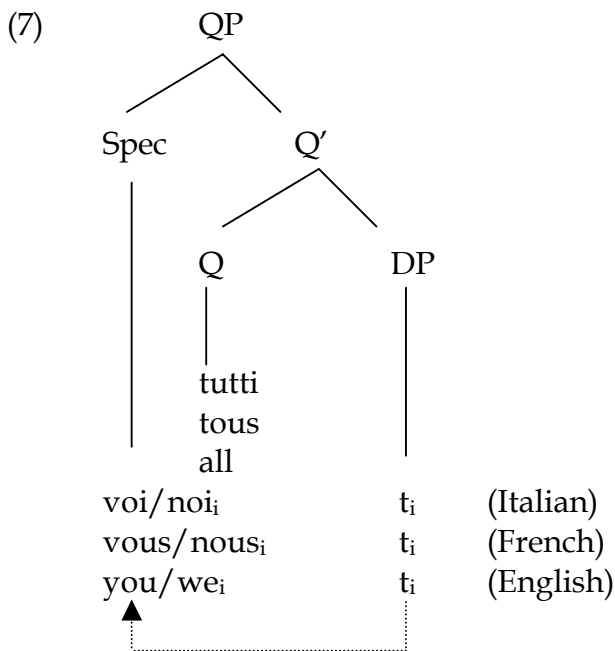 (7) QP
Spec Q’
Q DP
tutti
tous
all
voi/noiᵢ tᵢ (Italian)
vous/nousᵢ tᵢ (French)
you/weᵢ tᵢ (English)